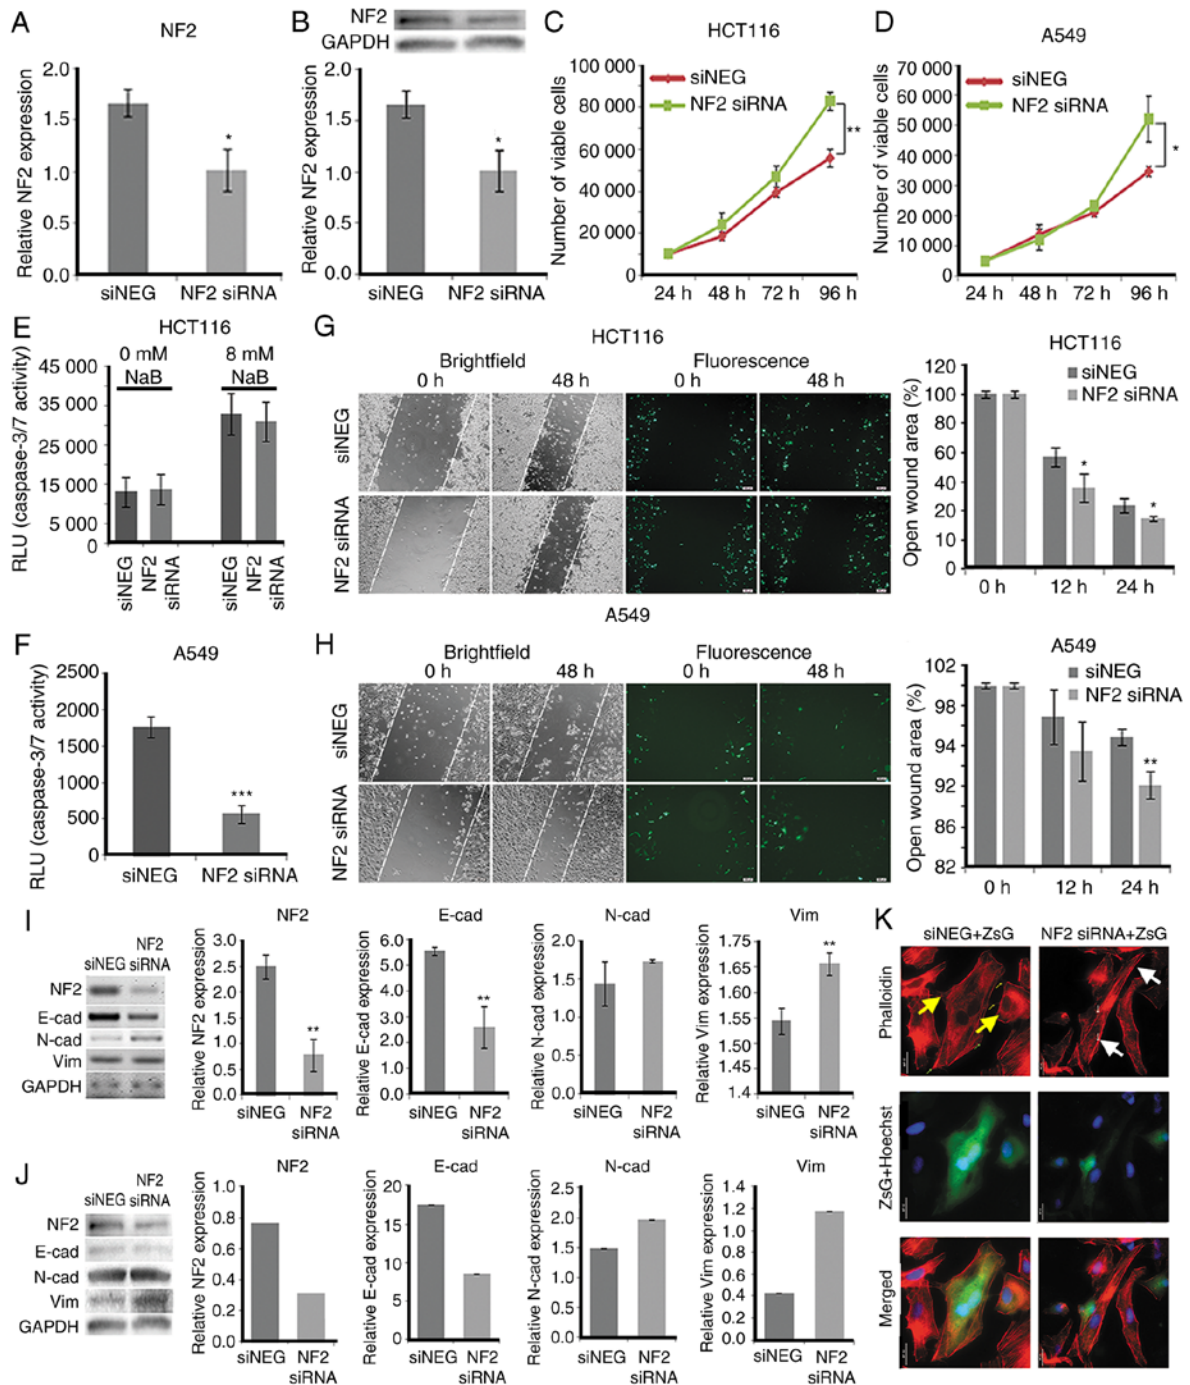 A
NF2
Relative NF2 expression
2.0
1.5
1.0
0.5
0.0
*
siNEG
NF2 siRNA
B
NF2
GAPDH
Relative NF2 expression
2.0
1.5
1.0
0.5
0.0
*
siNEG
NF2 siRNA
C
HCT116
Number of viable cells
100 000
80 000
60 000
40 000
20 000
0
siNEG
NF2 siRNA
**
24 h 48 h 72 h 96 h
D
A549
Number of viable cells
70 000
60 000
50 000
40 000
30 000
20 000
10 000
0
siNEG
NF2 siRNA
*
24 h 48 h 72 h 96 h
E
HCT116
RLU (caspase-3/7 activity)
45 000
35 000
25 000
15 000
5 000
0
0 mM
NaB
8 mM
NaB
siNEG
NF2
siRNA
siNEG
NF2
siRNA
F
A549
RLU (caspase-3/7 activity)
2500
2000
1500
1000
500
0
***
siNEG
NF2 siRNA
G
HCT116
Brightfield
Fluorescence
0 h 48 h 0 h 48 h
siNEG
NF2 siRNA
HCT116
Open wound area (%)
120
100
80
60
40
20
10
0
siNEG
NF2 siRNA
*
*
0 h 12 h 24 h
H
A549
Brightfield
Fluorescence
0 h 48 h 0 h 48 h
siNEG
NF2 siRNA
A549
Open wound area (%)
102
98
94
92
86
82
siNEG
NF2 siRNA
**
0 h 12 h 24 h
I
siNEG
NF2
siRNA
NF2
E-cad
N-cad
Vim
GAPDH
NF2
Relative NF2 expression
3.0
2.5
2.0
1.5
1.0
0.5
0.0
**
siNEG
NF2
siRNA
E-cad
Relative E-cad expression
6.0
5.0
4.0
3.0
2.0
1.0
0.0
**
siNEG
NF2
siRNA
N-cad
Relative N-cad expression
2.0
1.5
1.0
0.5
0.0
siNEG
NF2
siRNA
Vim
Relative Vim expression
1.75
1.65
1.60
1.55
1.50
1.45
1.4
**
siNEG
NF2
siRNA
J
siNEG
NF2
siRNA
NF2
E-cad
N-cad
Vim
GAPDH
NF2
Relative NF2 expression
1.0
0.8
0.6
0.4
0.2
0.0
siNEG
NF2
siRNA
E-cad
Relative E-cad expression
20
15
10
5
0
siNEG
NF2
siRNA
N-cad
Relative N-cad expression
2.5
2.0
1.5
1.0
0.5
0.0
siNEG
NF2
siRNA
Vim
Relative Vim expression
1.4
1.2
1.0
0.8
0.6
0.4
0.2
0.0
siNEG
NF2
siRNA
K
siNEG+ZsG
NF2 siRNA+ZsG
Phalloidin
ZsG+Hoechst
Merged